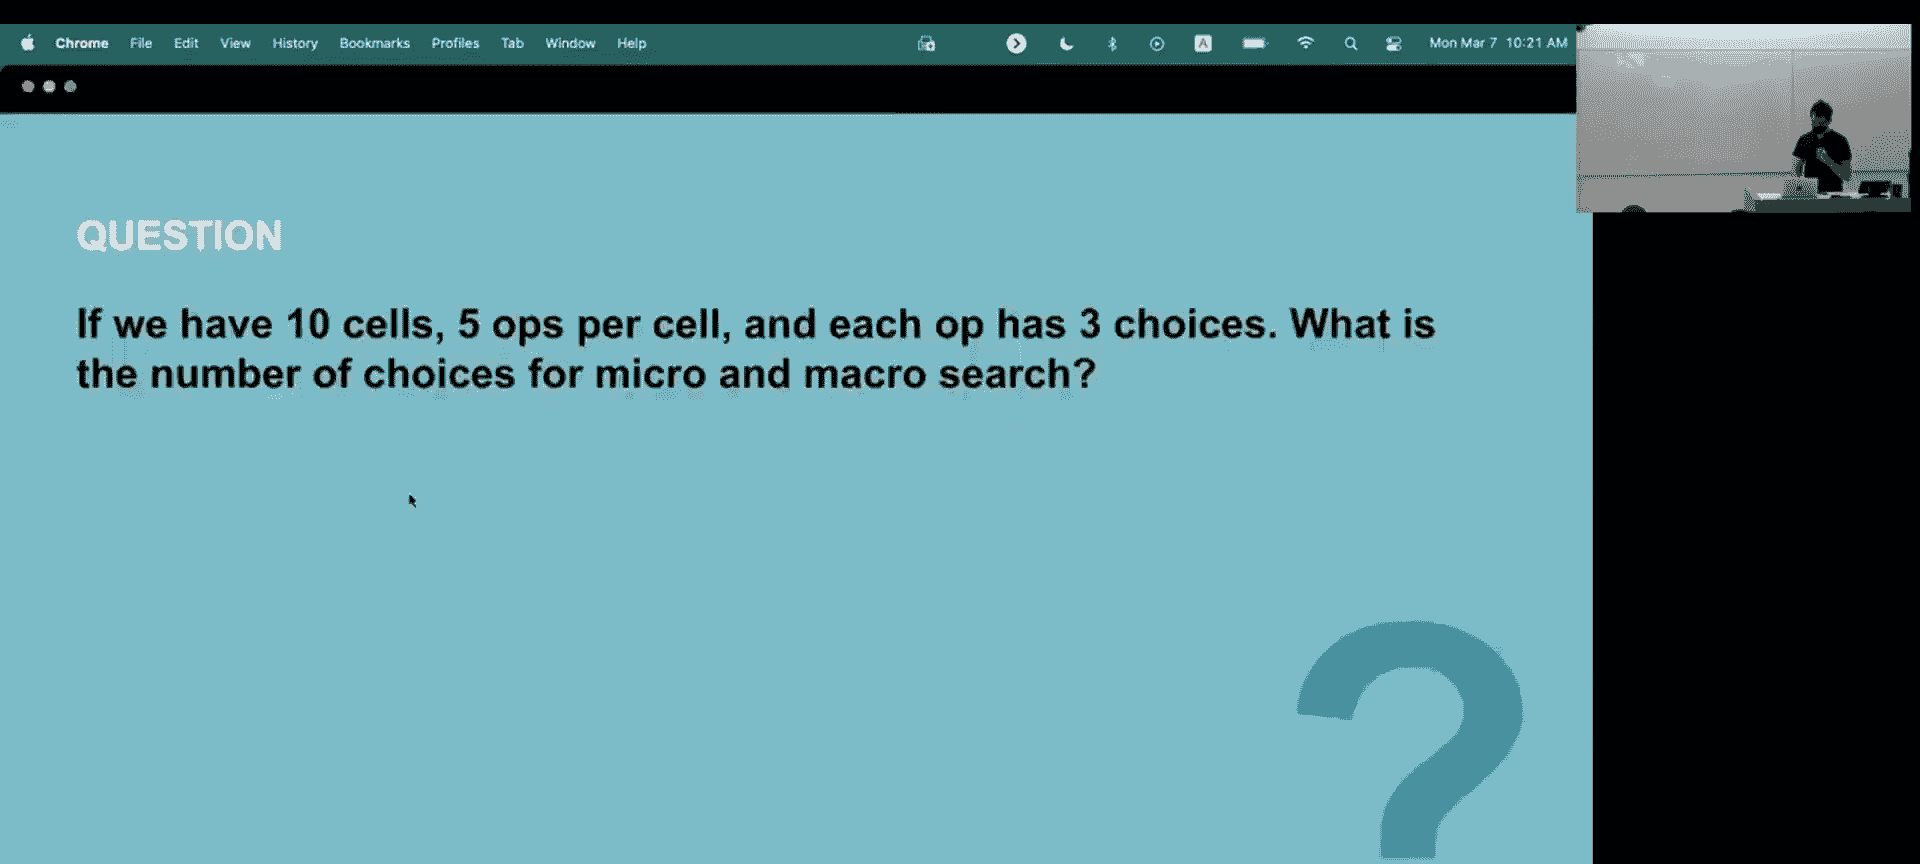 Chrome File Edit View History Bookmarks Profiles Tab Window Help A Mon Mar 7 10:21 AM
QUESTION
If we have 10 cells, 5 ops per cell, and each op has 3 choices. What is
the number of choices for micro and macro search?
?